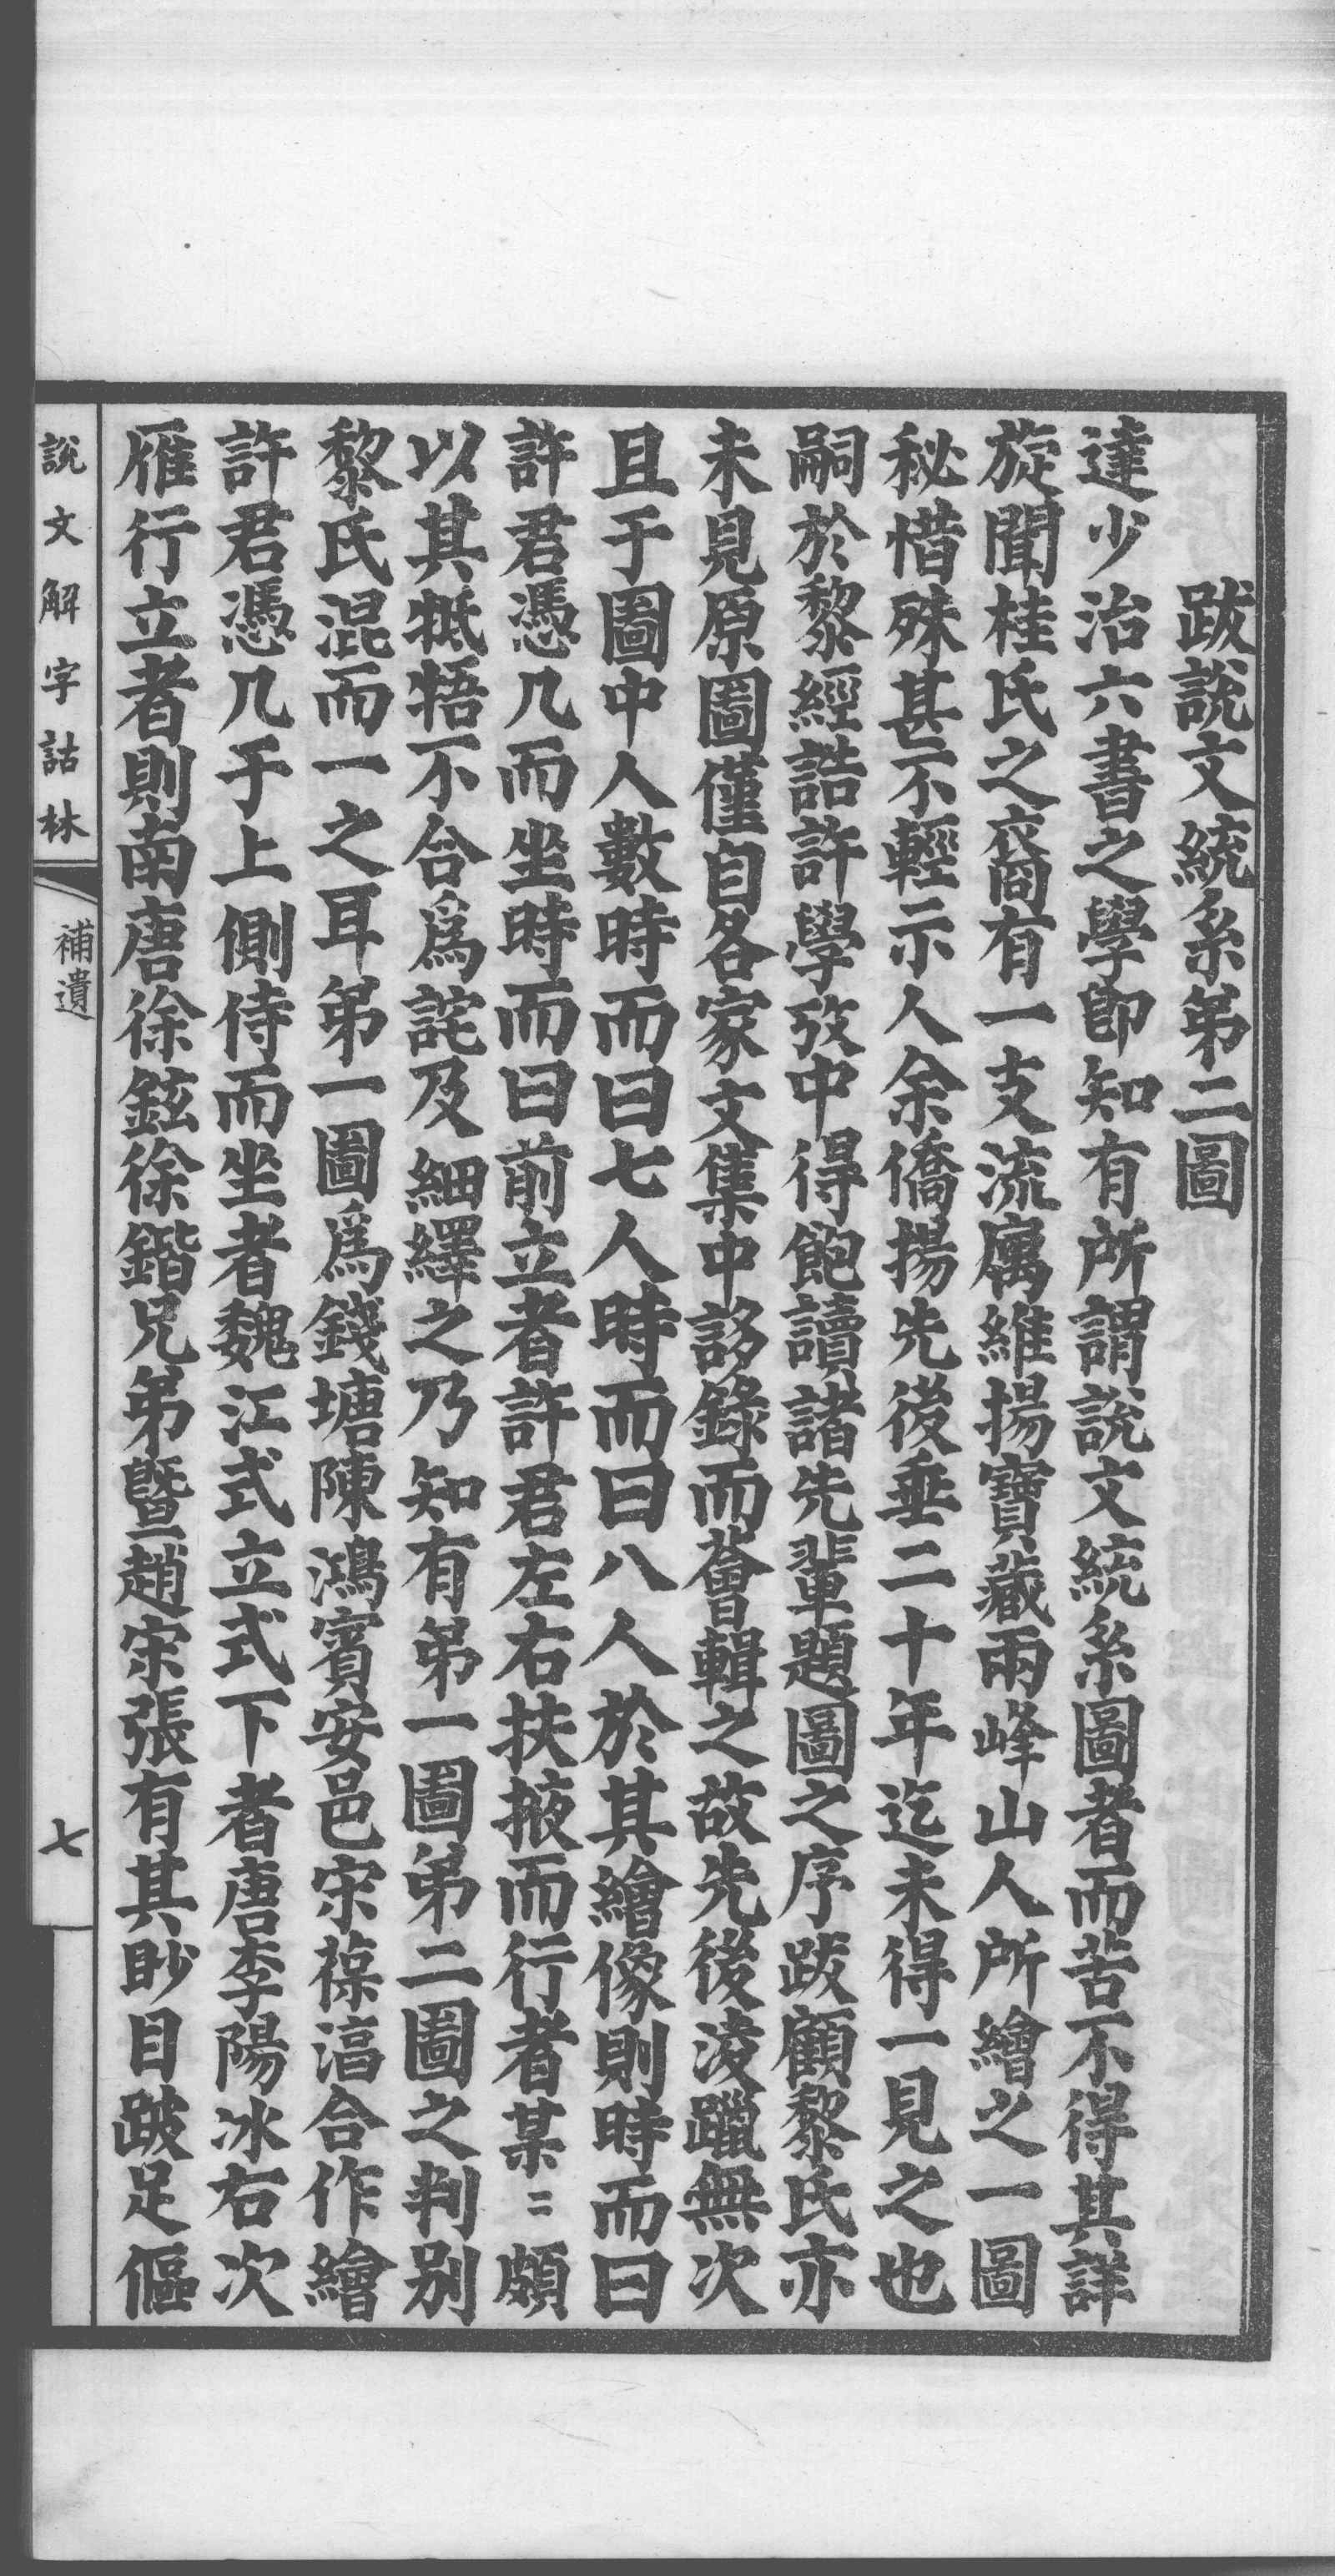 跋說文統系弟二圖
達少治六書之學卽知有所謂說文統系圖者而苦不得其詳
旋聞桂氏之裔有一支流寓維揚寶藏兩峰山人所繪之一圖
秘惜殊甚不輕示人余僑揚先後垂二十年迄未得一見之也
嗣於黎經誥許學攷中得飽讀諸先輩題圖之序跋顧黎氏亦
未見原圖僅自各家文集中誃錄而薈輯之故先後淩躐無次
且于圖中人數時而曰七人時而曰八人於其繪像則時而曰
許君憑几而坐時而曰前立者許君左右扶掖而行者某〻頗
以其牴牾不合爲詫及細繹之乃知有弟一圖弟二圖之判別
黎氏混而一之耳弟一圖爲錢塘陳鴻賓安邑宋葆湻合作繪
許君憑几于上側侍而坐者魏江式立式下者唐李陽冰右次
雁行立者則南唐徐鉉徐鍇兄弟暨趙宋張有其眇目跛足傴
說文解字詁林
補遺
七